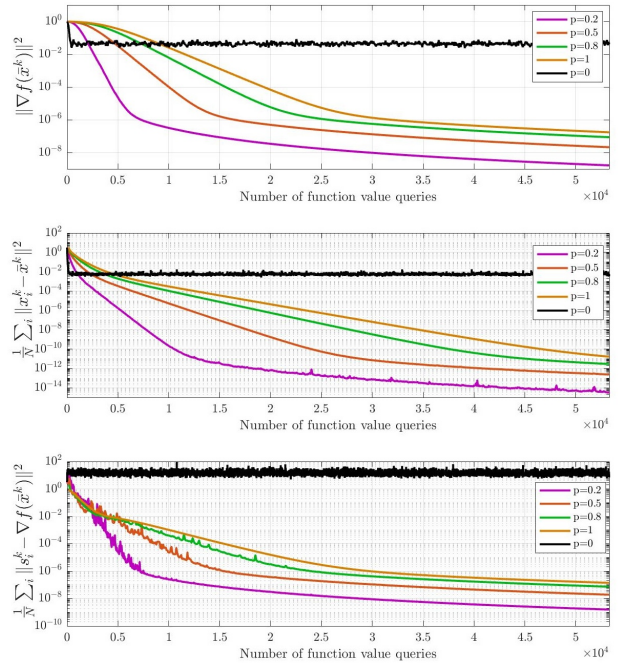 10^0
10^{-2}
10^{-4}
10^{-6}
10^{-8}
‖∇f(x̄^k)‖^2
p=0.2
p=0.5
p=0.8
p=1
p=0
0 0.5 1 1.5 2 2.5 3 3.5 4 4.5 5
Number of function value queries
×10^4
10^2
10^0
10^{-2}
10^{-4}
10^{-6}
10^{-8}
10^{-10}
10^{-12}
10^{-14}
1/N ∑_i ‖x_i^k − x̄^k‖^2
p=0.2
p=0.5
p=0.8
p=1
p=0
0 0.5 1 1.5 2 2.5 3 3.5 4 4.5 5
Number of function value queries
×10^4
10^2
10^0
10^{-2}
10^{-4}
10^{-6}
10^{-8}
10^{-10}
1/N ∑_i ‖s_i^k − ∇f(x̄^k)‖^2
p=0.2
p=0.5
p=0.8
p=1
p=0
0 0.5 1 1.5 2 2.5 3 3.5 4 4.5 5
Number of function value queries
×10^4